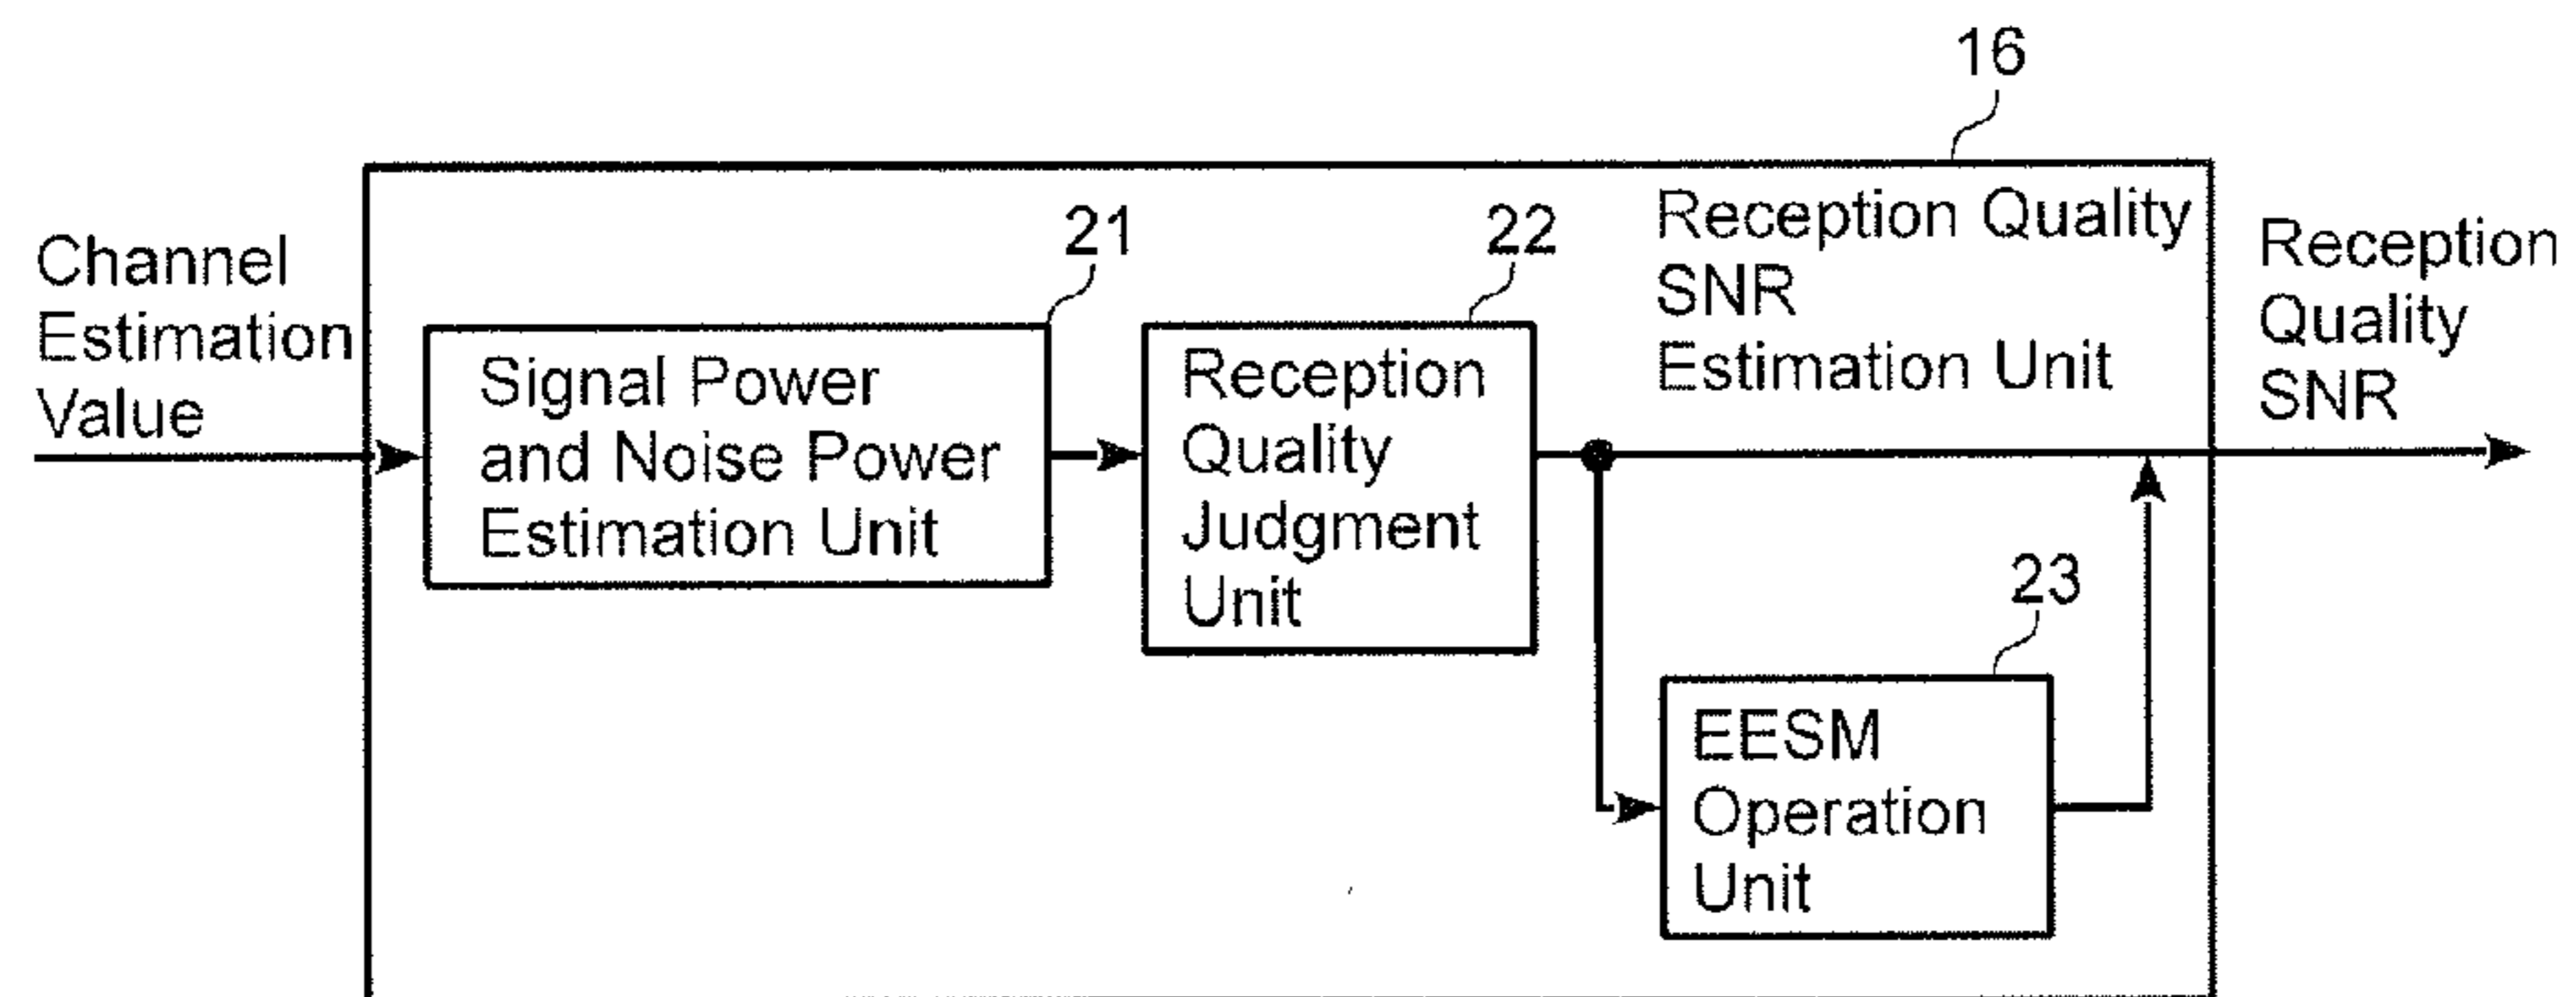 16
Reception Quality
SNR
Estimation Unit
Channel
Estimation
Value
21
Signal Power
and Noise Power
Estimation Unit
22
Reception
Quality
Judgment
Unit
23
EESM
Operation
Unit
Reception
Quality
SNR